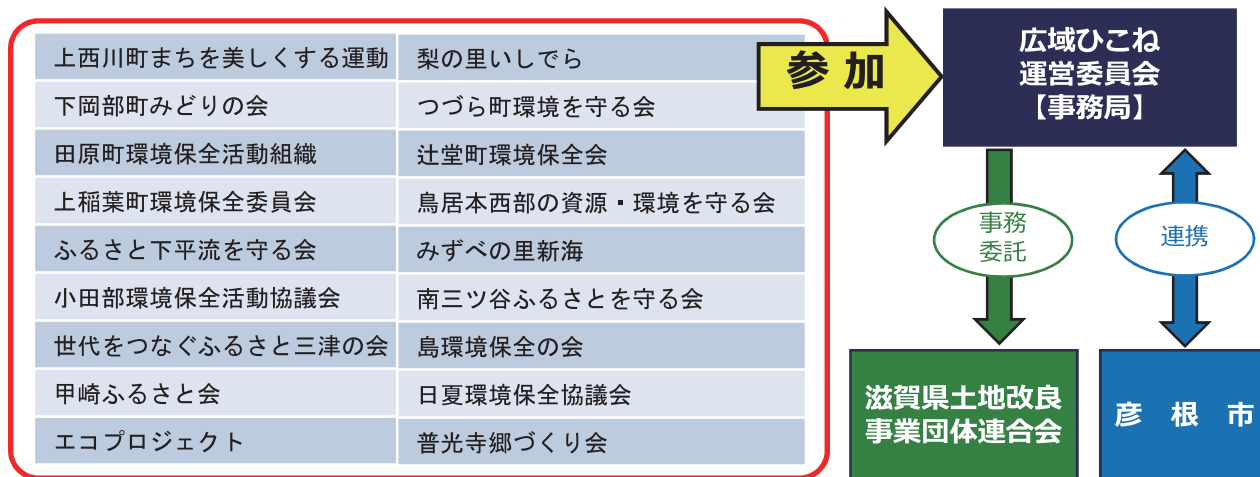 上西川町まちを美しくする運動
梨の里いしでら
下岡部町みどりの会
つづら町環境を守る会
田原町環境保全活動組織
辻堂町環境保全会
上稲葉町環境保全委員会
鳥居本西部の資源・環境を守る会
ふるさと下平流を守る会
みずべの里新海
小田部環境保全活動協議会
南三ツ谷ふるさとを守る会
世代をつなぐふるさと三津の会
島環境保全の会
甲崎ふるさと会
日夏環境保全協議会
エコプロジェクト
普光寺郷づくり会
参加
広域ひこね
運営委員会
【事務局】
事務
委託
連携
滋賀県土地改良
事業団体連合会
彦根市